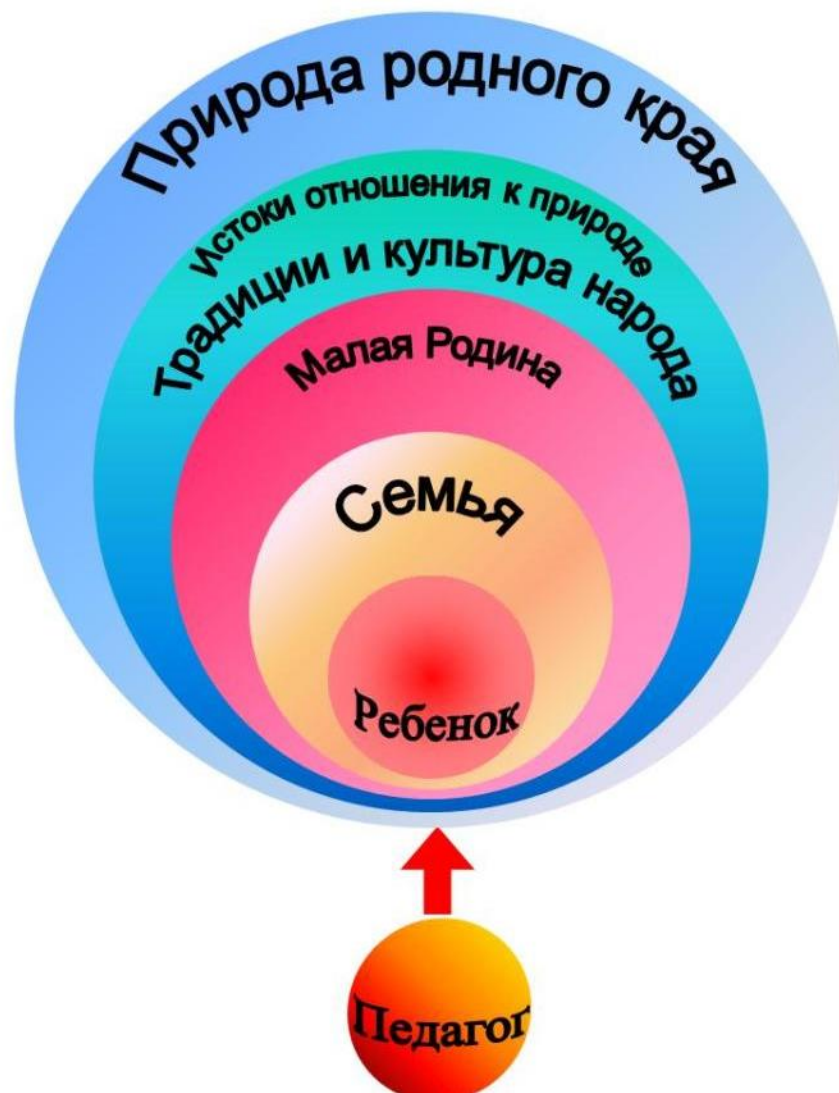 Природа родного края
Истоки отношения к природе
Традиции и культура народа
Малая Родина
Семья
Ребенок
Педагог